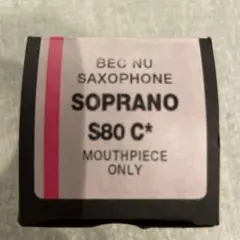 BEC NU
SAXOPHONE
SOPRANO
S80 C*
MOUTHPIECE
ONLY